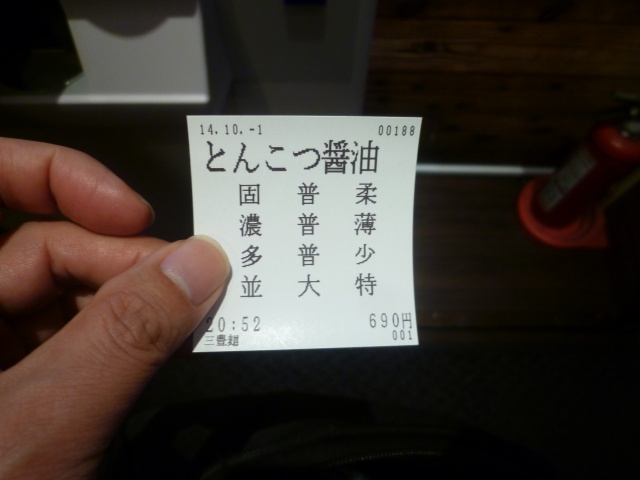 14.10.-1 00188
とんこつ醤油
固 普 柔
濃 普 薄
多 普 少
並 大 特
20:52 690円
三豊麺 001